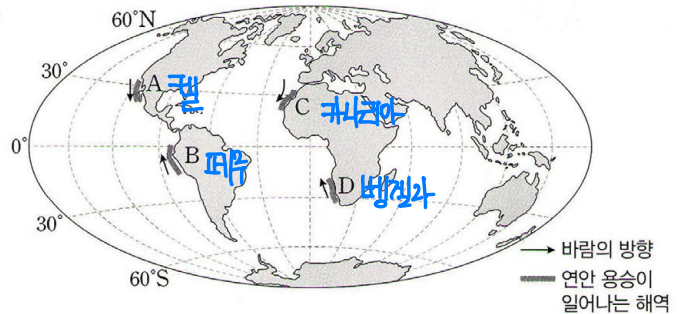 60°N
30°
A 캘
C 카나리아
0°
B 페루
D 벵겔라
30°
60°S
바람의 방향
연안 용승이
일어나는 해역